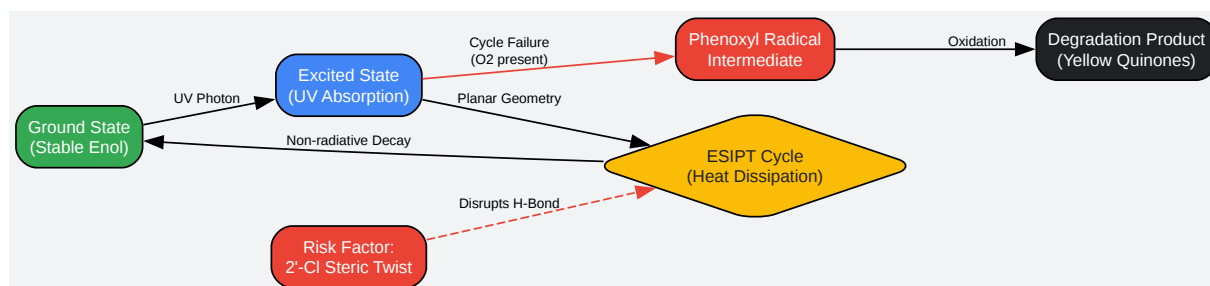 Cycle Failure
(O2 present)
Phenoxyl Radical
Intermediate
Oxidation
Degradation Product
(Yellow Quinones)
Excited State
(UV Absorption)
UV Photon
Planar Geometry
Ground State
(Stable Enol)
Non-radiative Decay
ESIPT Cycle
(Heat Dissipation)
Disrupts H-Bond
Risk Factor:
2'-Cl Steric Twist